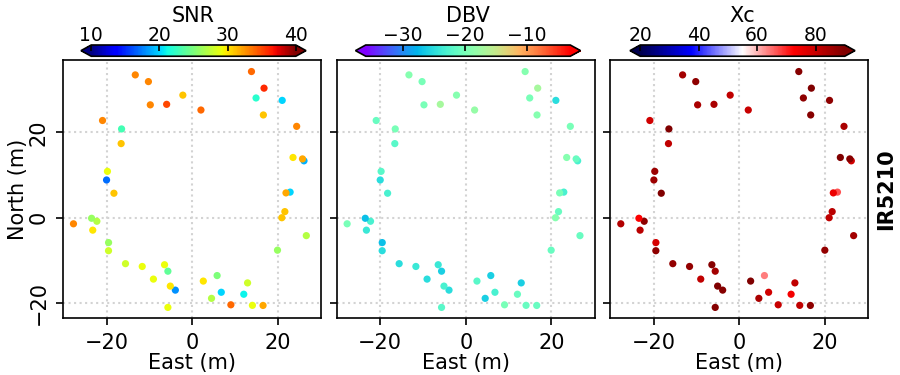 SNR DBV Xc
10 20 30 40 −30 −20 −10 20 40 60 80
20
0
−20
North (m)
IR5210
−20 0 20 −20 0 20 −20 0 20
East (m) East (m) East (m)